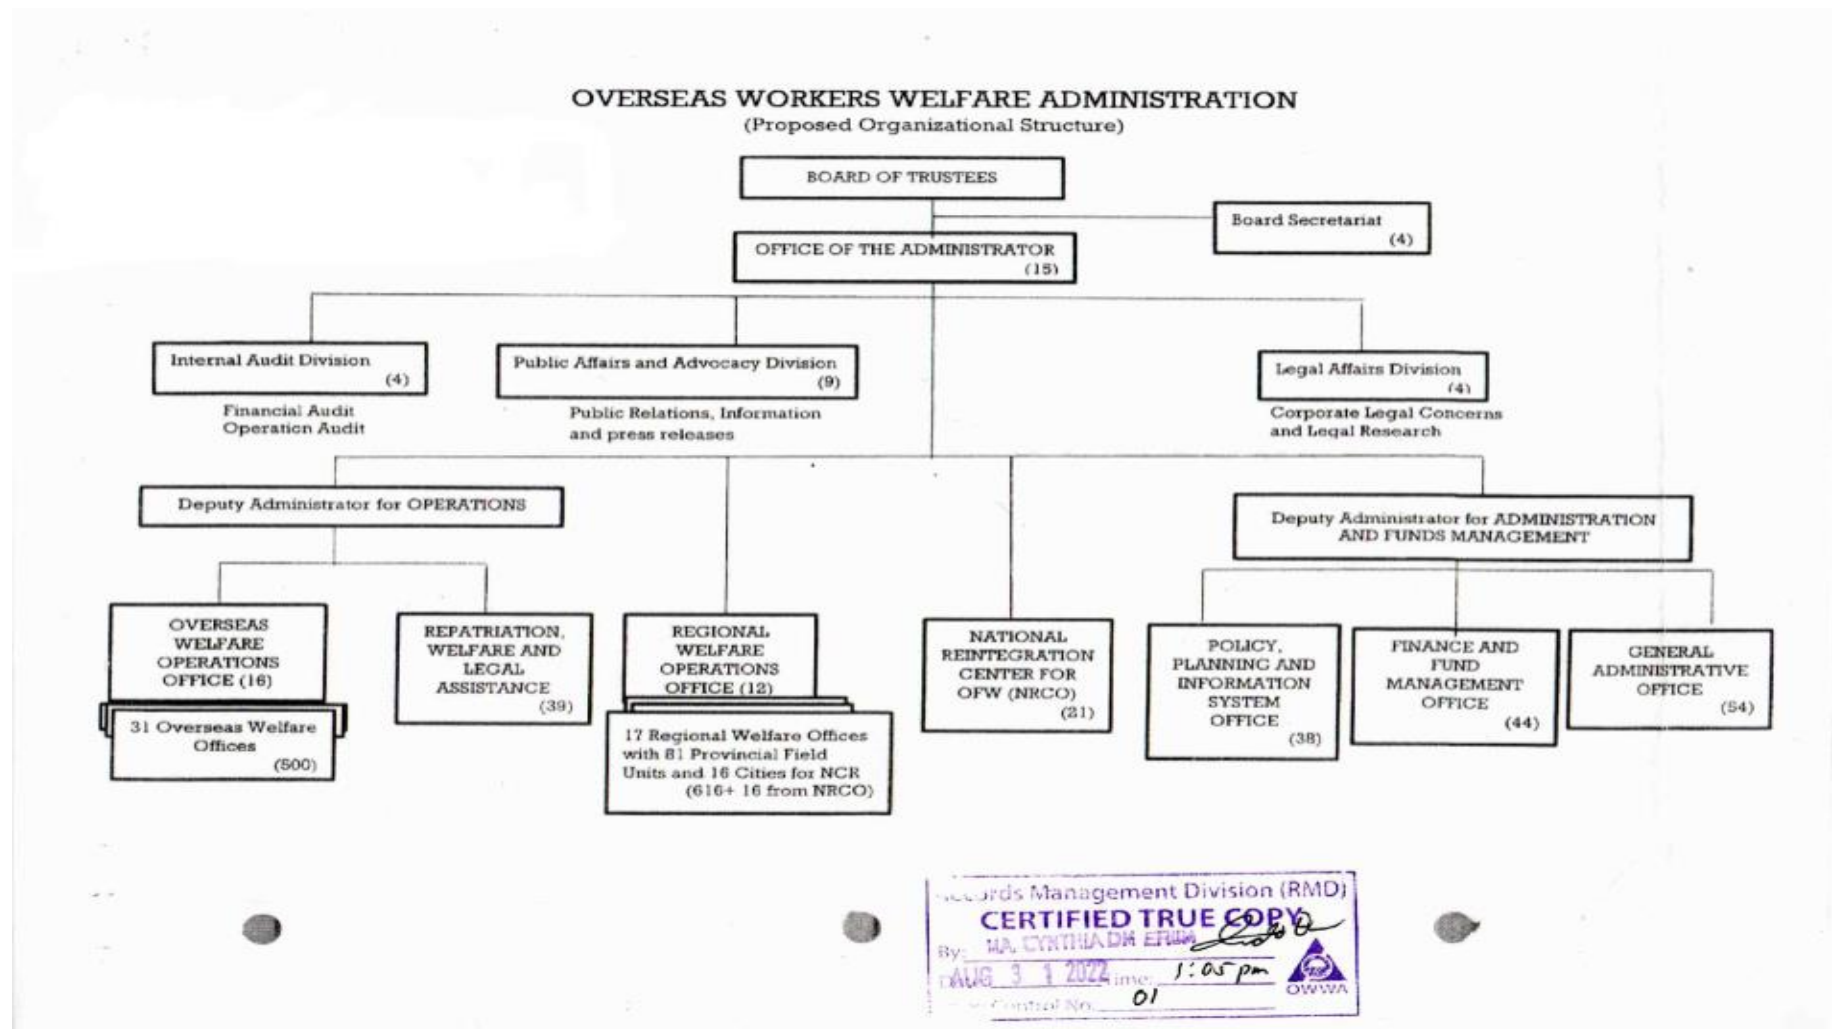 OVERSEAS WORKERS WELFARE ADMINISTRATION
(Proposed Organizational Structure)
BOARD OF TRUSTEES
Board Secretariat
(4)
OFFICE OF THE ADMINISTRATOR
(15)
Internal Audit Division
(4)
Financial Audit
Operation Audit
Public Affairs and Advocacy Division
(9)
Public Relations, Information
and press releases
Legal Affairs Division
(4)
Corporate Legal Concerns
and Legal Research
Deputy Administrator for OPERATIONS
Deputy Administrator for ADMINISTRATION
AND FUNDS MANAGEMENT
OVERSEAS
WELFARE
OPERATIONS
OFFICE (16)
31 Overseas Welfare
Offices
(500)
REPATRIATION,
WELFARE AND
LEGAL
ASSISTANCE
(39)
REGIONAL
WELFARE
OPERATIONS
OFFICE (12)
17 Regional Welfare Offices
with 81 Provincial Field
Units and 16 Cities for NCR
(616+ 16 from NRCO)
NATIONAL
REINTEGRATION
CENTER FOR
OFW (NRCO)
(21)
POLICY,
PLANNING AND
INFORMATION
SYSTEM
OFFICE
(38)
FINANCE AND
FUND
MANAGEMENT
OFFICE
(44)
GENERAL
ADMINISTRATIVE
OFFICE
(54)
Management Division (RMD)
CERTIFIED TRUE COPY
By: MA. CYNTHIA DM
AUG 31 2022 1:05 pm
Control No. 01
OWWA